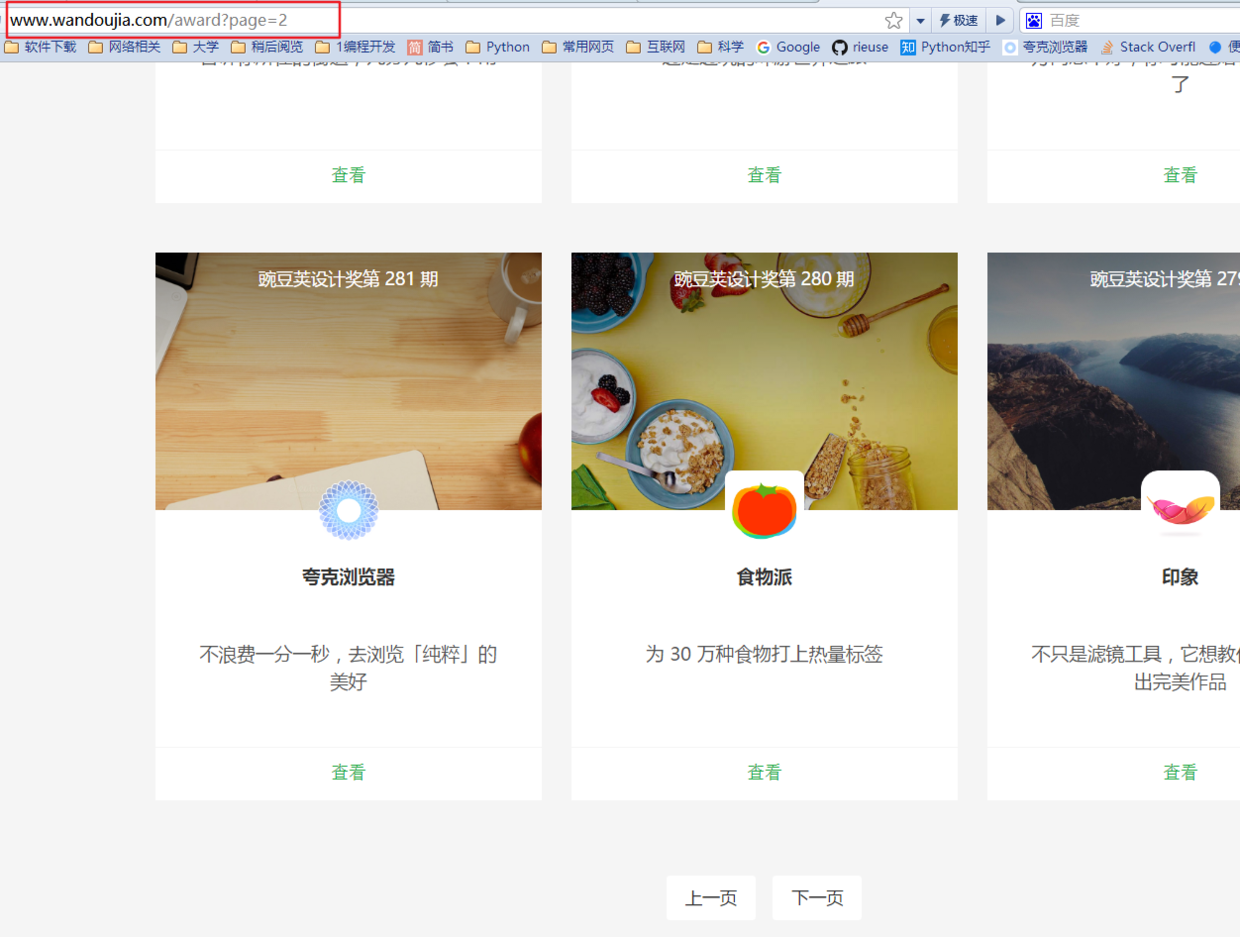 www.wandoujia.com/award?page=2
极速
百度
软件下载 网络相关 大学 稍后阅览 1编程开发 简 简书 Python 常用网页 互联网 科学 Google rieuse 知 Python知乎 夸克浏览器 Stack Overfl 便
了
查看 查看 查看
豌豆荚设计奖第 281 期
豌豆荚设计奖第 280 期
豌豆荚设计奖第 279
夸克浏览器
食物派
印象
不浪费一分一秒，去浏览「纯粹」的
美好
为 30 万种食物打上热量标签
不只是滤镜工具，它想教
出完美作品
查看 查看 查看
上一页 下一页